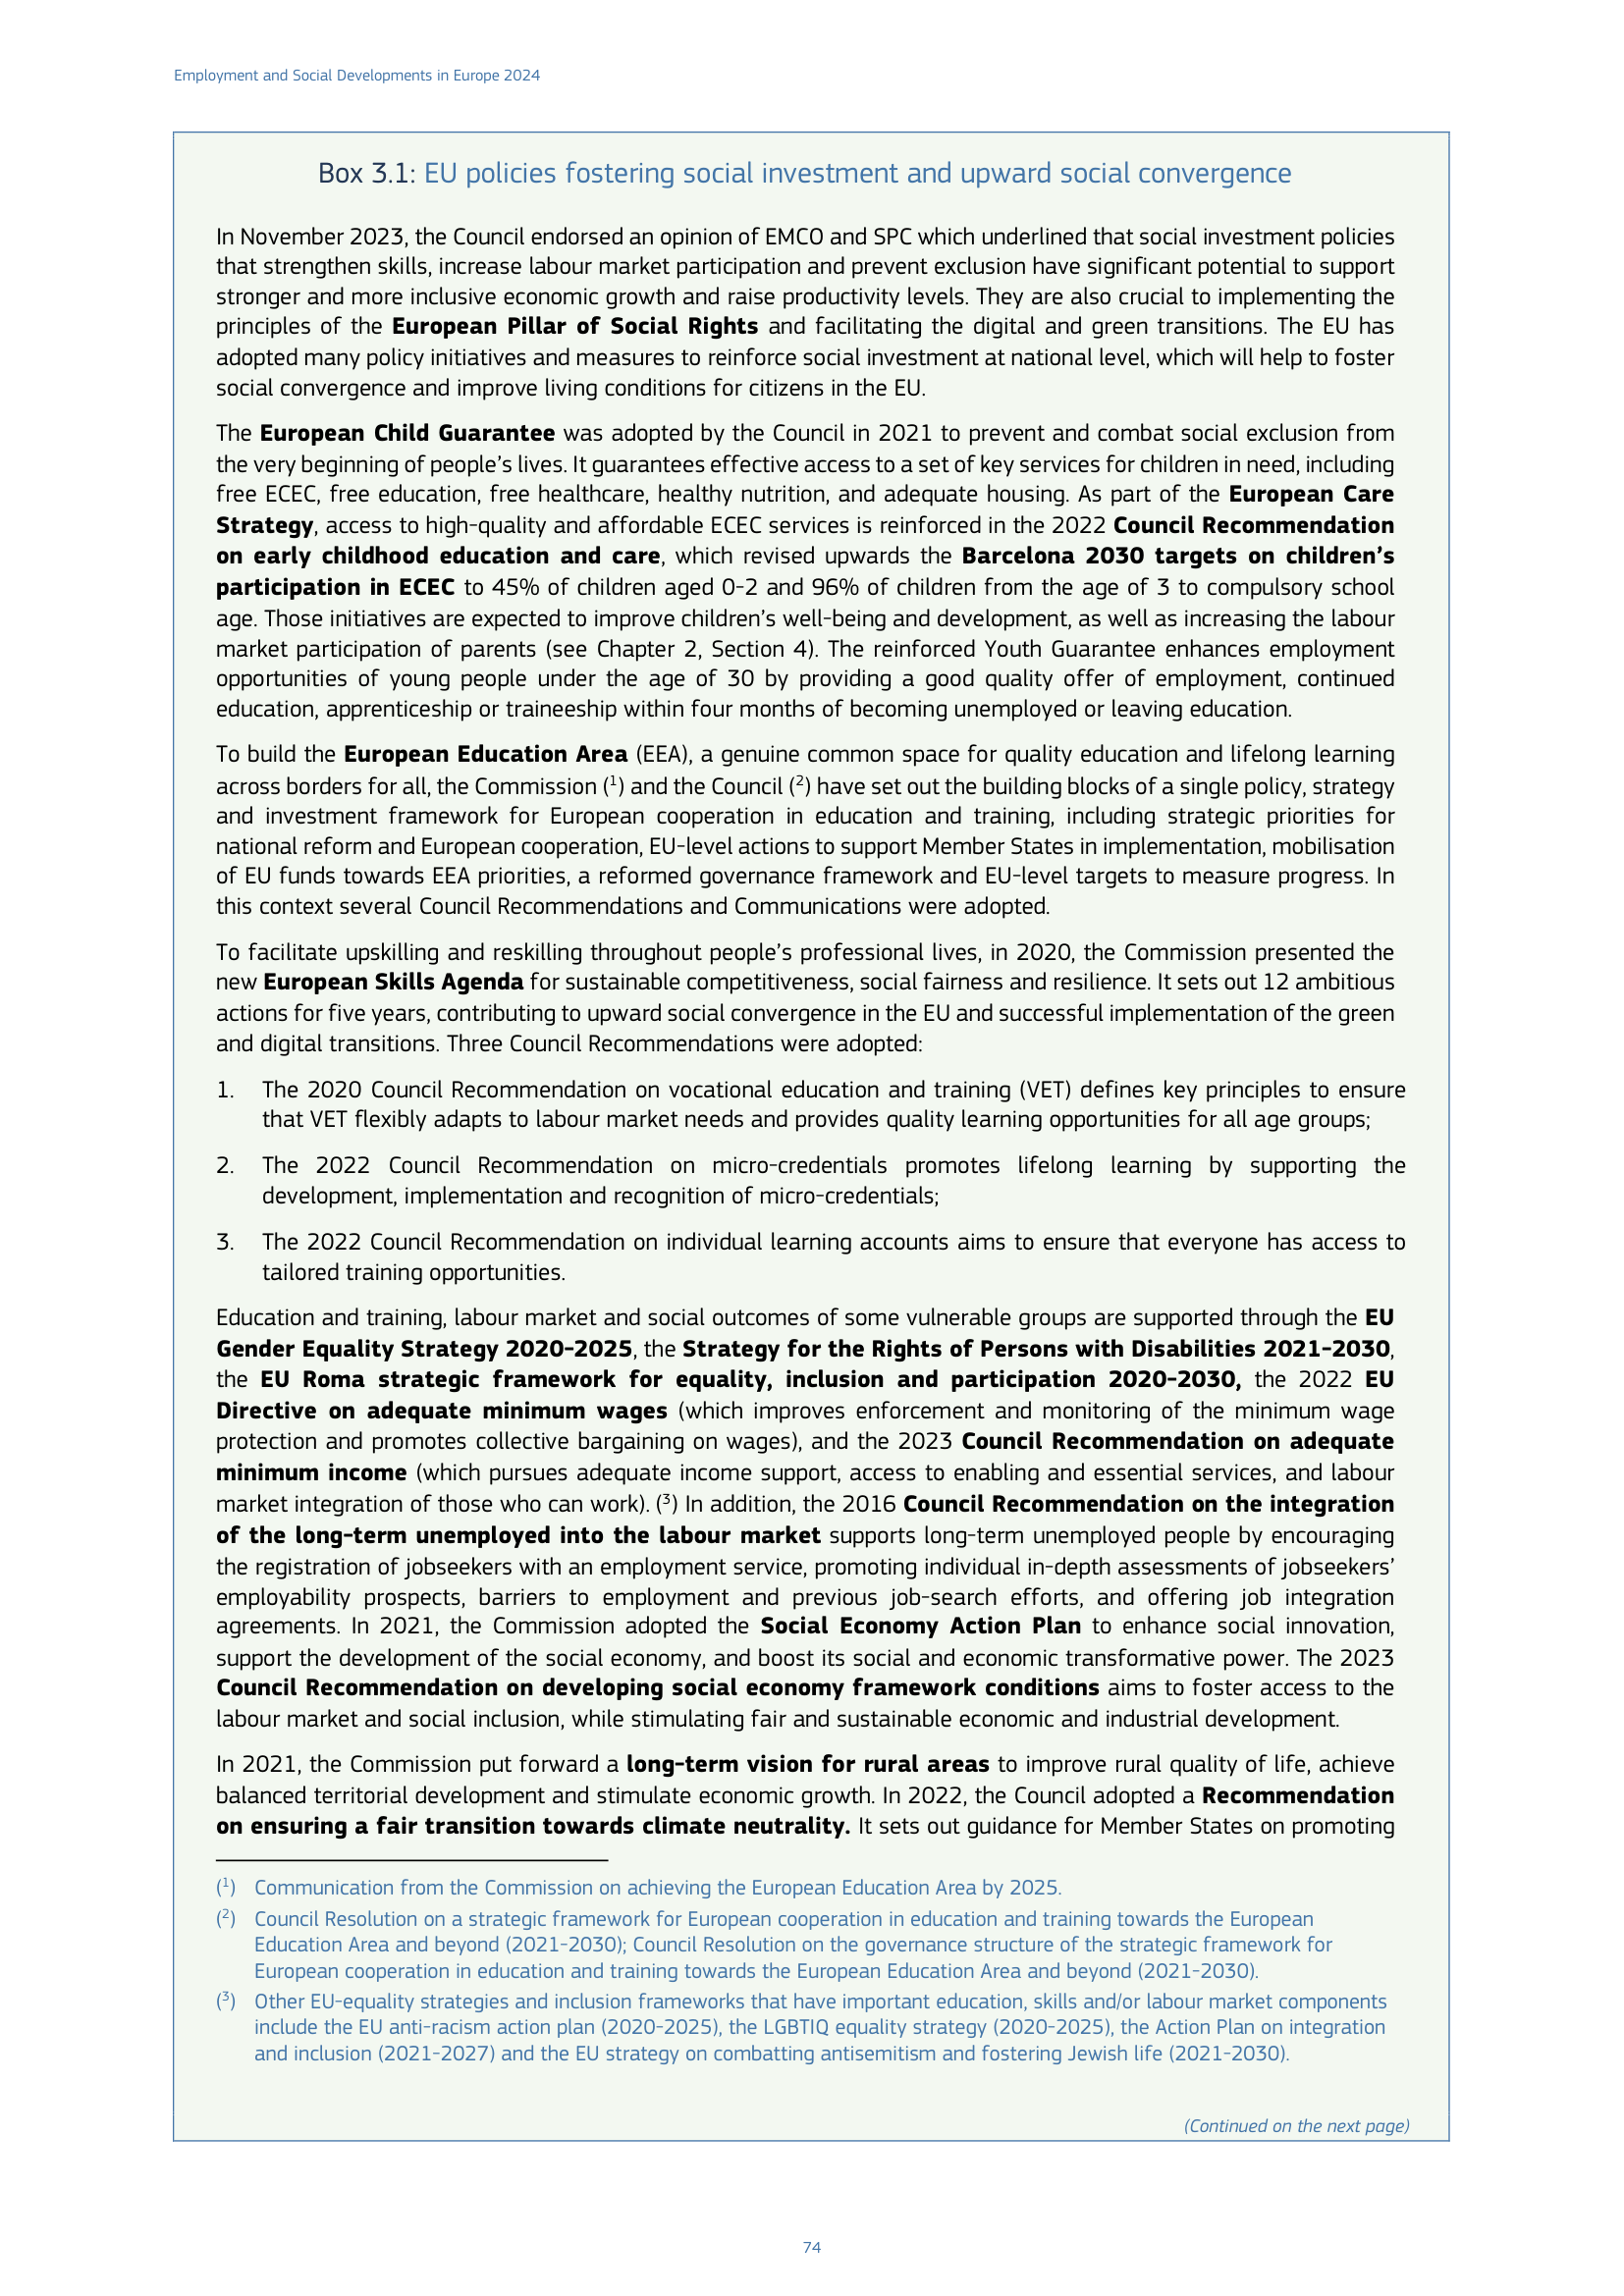 Employment and Social Developments in Europe 2024
Box 3.1: EU policies fostering social investment and upward social convergence
In November 2023, the Council endorsed an opinion of EMCO and SPC which underlined that social investment policies
that strengthen skills, increase labour market participation and prevent exclusion have significant potential to support
stronger and more inclusive economic growth and raise productivity levels. They are also crucial to implementing the
principles of the European Pillar of Social Rights and facilitating the digital and green transitions. The EU has
adopted many policy initiatives and measures to reinforce social investment at national level, which will help to foster
social convergence and improve living conditions for citizens in the EU.
The European Child Guarantee was adopted by the Council in 2021 to prevent and combat social exclusion from
the very beginning of people's lives. It guarantees effective access to a set of key services for children in need, including
free ECEC, free education, free healthcare, healthy nutrition, and adequate housing. As part of the European Care
Strategy, access to high-quality and affordable ECEC services is reinforced in the 2022 Council Recommendation
on early childhood education and care, which revised upwards the Barcelona 2030 targets on children's
participation in ECEC to 45% of children aged 0-2 and 96% of children from the age of 3 to compulsory school
age. Those initiatives are expected to improve children's well-being and development, as well as increasing the labour
market participation of parents (see Chapter 2, Section 4). The reinforced Youth Guarantee enhances employment
opportunities of young people under the age of 30 by providing a good quality offer of employment, continued
education, apprenticeship or traineeship within four months of becoming unemployed or leaving education.
To build the European Education Area (EEA), a genuine common space for quality education and lifelong learning
across borders for all, the Commission (1) and the Council (2) have set out the building blocks of a single policy, strategy
and investment framework for European cooperation in education and training, including strategic priorities for
national reform and European cooperation, EU-level actions to support Member States in implementation, mobilisation
of EU funds towards EEA priorities, a reformed governance framework and EU-level targets to measure progress. In
this context several Council Recommendations and Communications were adopted.
To facilitate upskilling and reskilling throughout people's professional lives, in 2020, the Commission presented the
new European Skills Agenda for sustainable competitiveness, social fairness and resilience. It sets out 12 ambitious
actions for five years, contributing to upward social convergence in the EU and successful implementation of the green
and digital transitions. Three Council Recommendations were adopted:
1. The 2020 Council Recommendation on vocational education and training (VET) defines key principles to ensure
that VET flexibly adapts to labour market needs and provides quality learning opportunities for all age groups;
2. The 2022 Council Recommendation on micro-credentials promotes lifelong learning by supporting the
development, implementation and recognition of micro-credentials;
3. The 2022 Council Recommendation on individual learning accounts aims to ensure that everyone has access to
tailored training opportunities.
Education and training, labour market and social outcomes of some vulnerable groups are supported through the EU
Gender Equality Strategy 2020-2025, the Strategy for the Rights of Persons with Disabilities 2021-2030,
the EU Roma strategic framework for equality, inclusion and participation 2020-2030, the 2022 EU
Directive on adequate minimum wages (which improves enforcement and monitoring of the minimum wage
protection and promotes collective bargaining on wages), and the 2023 Council Recommendation on adequate
minimum income (which pursues adequate income support, access to enabling and essential services, and labour
market integration of those who can work). (3) In addition, the 2016 Council Recommendation on the integration
of the long-term unemployed into the labour market supports long-term unemployed people by encouraging
the registration of jobseekers with an employment service, promoting individual in-depth assessments of jobseekers'
employability prospects, barriers to employment and previous job-search efforts, and offering job integration
agreements. In 2021, the Commission adopted the Social Economy Action Plan to enhance social innovation,
support the development of the social economy, and boost its social and economic transformative power. The 2023
Council Recommendation on developing social economy framework conditions aims to foster access to the
labour market and social inclusion, while stimulating fair and sustainable economic and industrial development.
In 2021, the Commission put forward a long-term vision for rural areas to improve rural quality of life, achieve
balanced territorial development and stimulate economic growth. In 2022, the Council adopted a Recommendation
on ensuring a fair transition towards climate neutrality. It sets out guidance for Member States on promoting
(1) Communication from the Commission on achieving the European Education Area by 2025.
(2) Council Resolution on a strategic framework for European cooperation in education and training towards the European
Education Area and beyond (2021-2030); Council Resolution on the governance structure of the strategic framework for
European cooperation in education and training towards the European Education Area and beyond (2021-2030).
(3) Other EU-equality strategies and inclusion frameworks that have important education, skills and/or labour market components
include the EU anti-racism action plan (2020-2025), the LGBTIQ equality strategy (2020-2025), the Action Plan on integration
and inclusion (2021-2027) and the EU strategy on combatting antisemitism and fostering Jewish life (2021-2030).
(Continued on the next page)
74